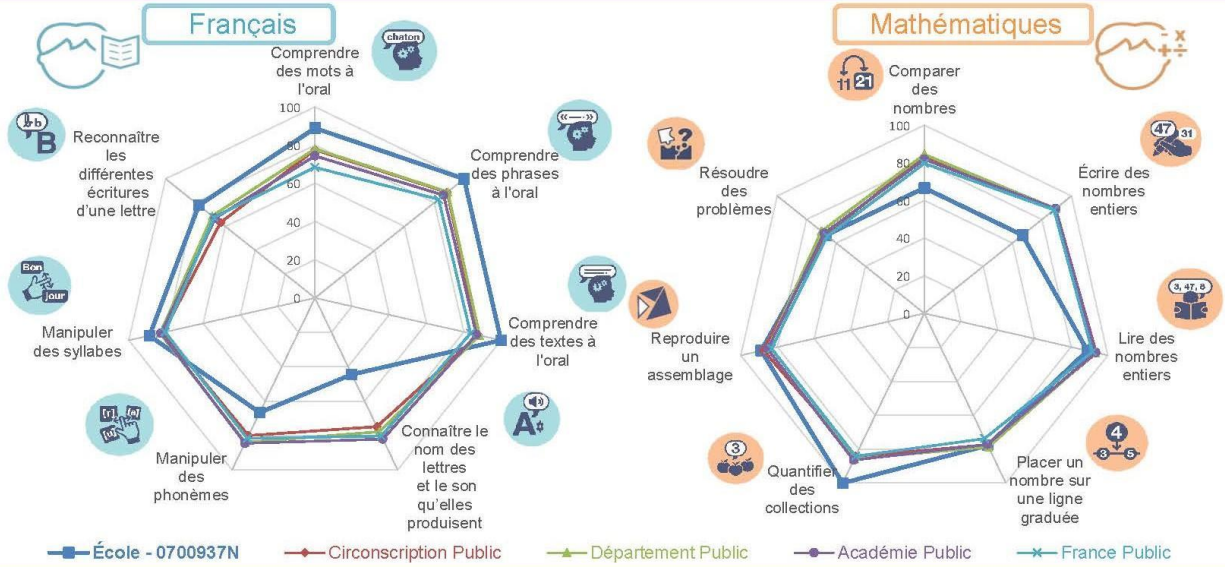 Français
chaton
Comprendre
des mots à
l'oral
100
80
60
40
20
0
«---»
Comprendre
des phrases
à l'oral
Comprendre
des textes à
l'oral
A
Connaître le
nom des
lettres
et le son
qu'elles
produisent
[r]
[a]
Manipuler
des
phonèmes
Bon
jour
Manipuler
des syllabes
b
B
Reconnaître
les
différentes
écritures
d'une lettre
Mathématiques
- x
+ ÷
11 21
Comparer
des
nombres
100
80
60
40
20
0
47 31
Écrire des
nombres
entiers
3, 47, 8
Lire des
nombres
entiers
4
3 5
Placer un
nombre sur
une ligne
graduée
3
Quantifier
des
collections
Reproduire
un
assemblage
?
Résoudre
des
problèmes
École - 0700937N
Circonscription Public
Département Public
Académie Public
France Public